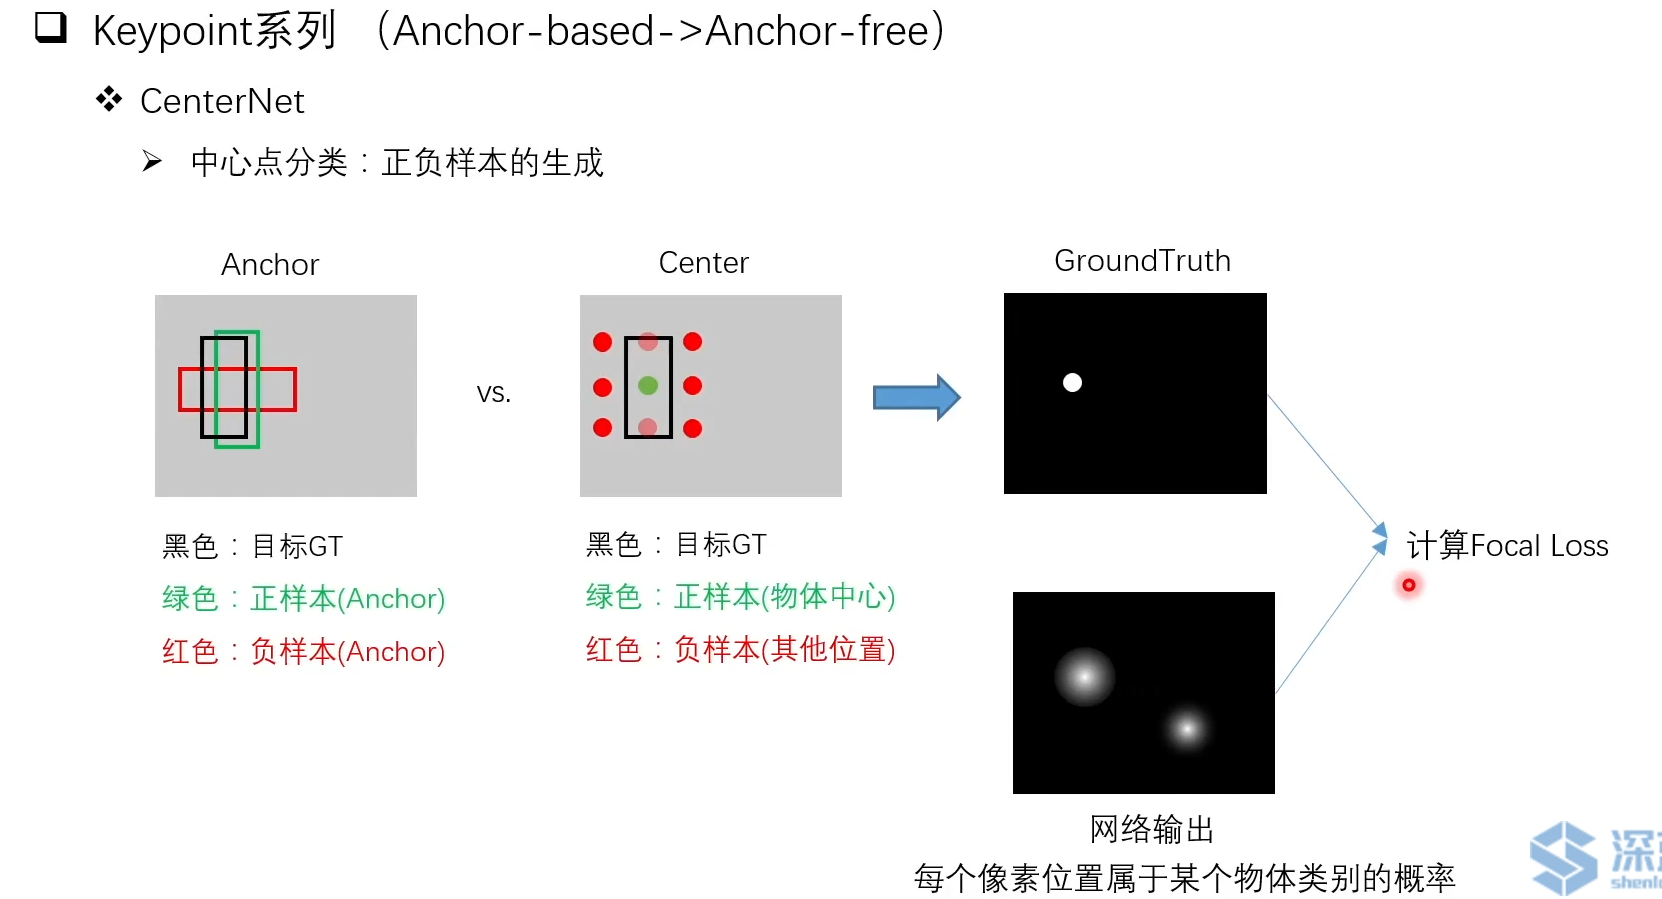 Keypoint系列 （Anchor-based->Anchor-free）
CenterNet
中心点分类：正负样本的生成
Anchor
Center
GroundTruth
vs.
黑色：目标GT
绿色：正样本(Anchor)
红色：负样本(Anchor)
黑色：目标GT
绿色：正样本(物体中心)
红色：负样本(其他位置)
计算Focal Loss
网络输出
每个像素位置属于某个物体类别的概率
深